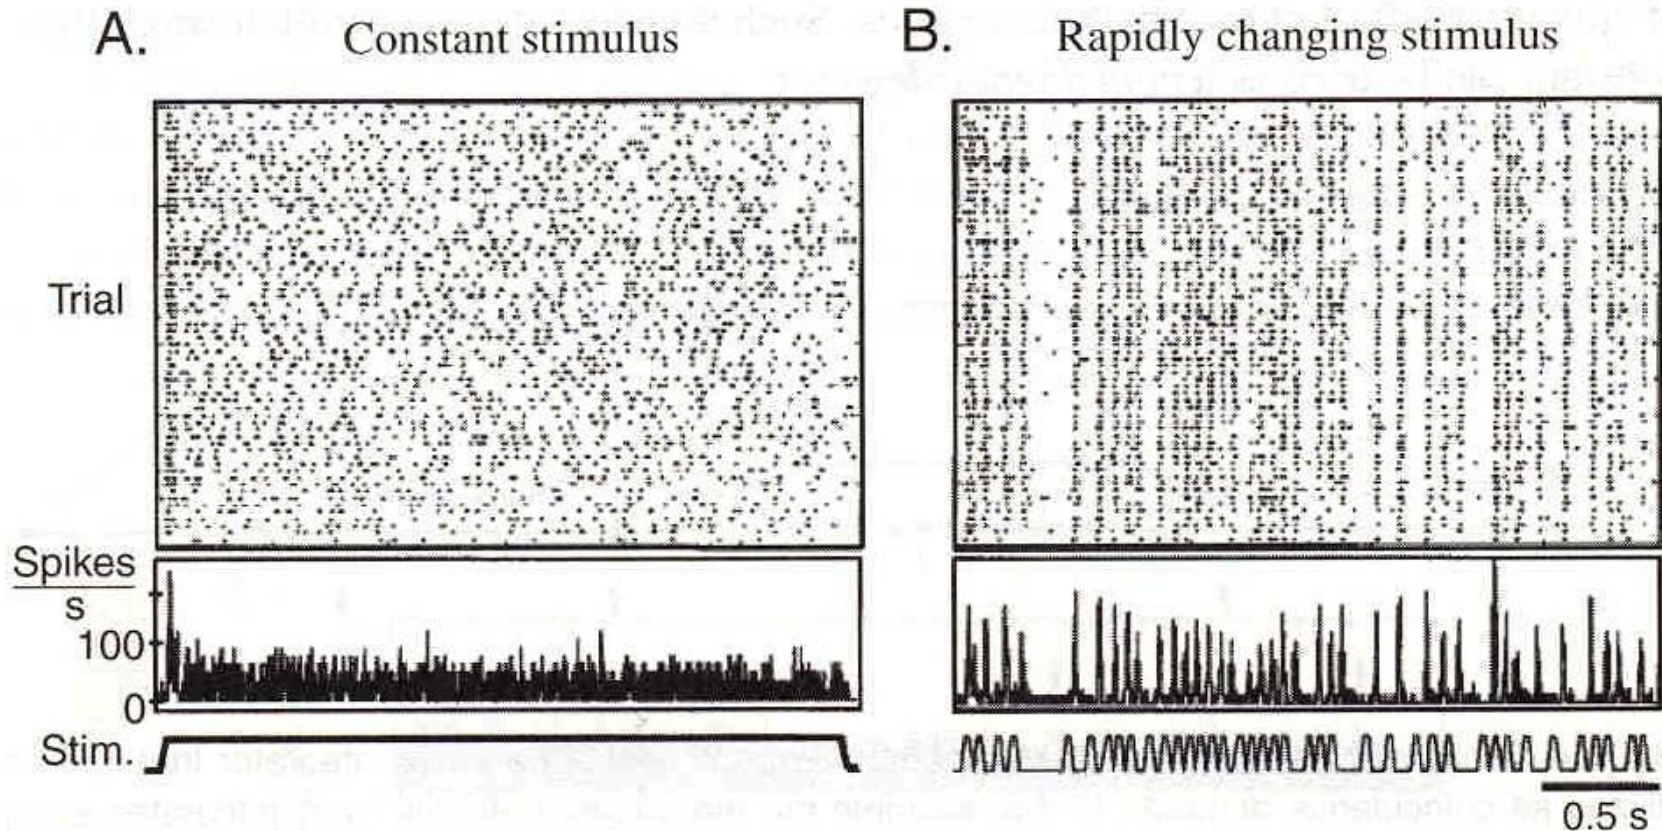 A. Constant stimulus
B. Rapidly changing stimulus
Trial
Spikes
s
100
0
Stim.
0.5 s